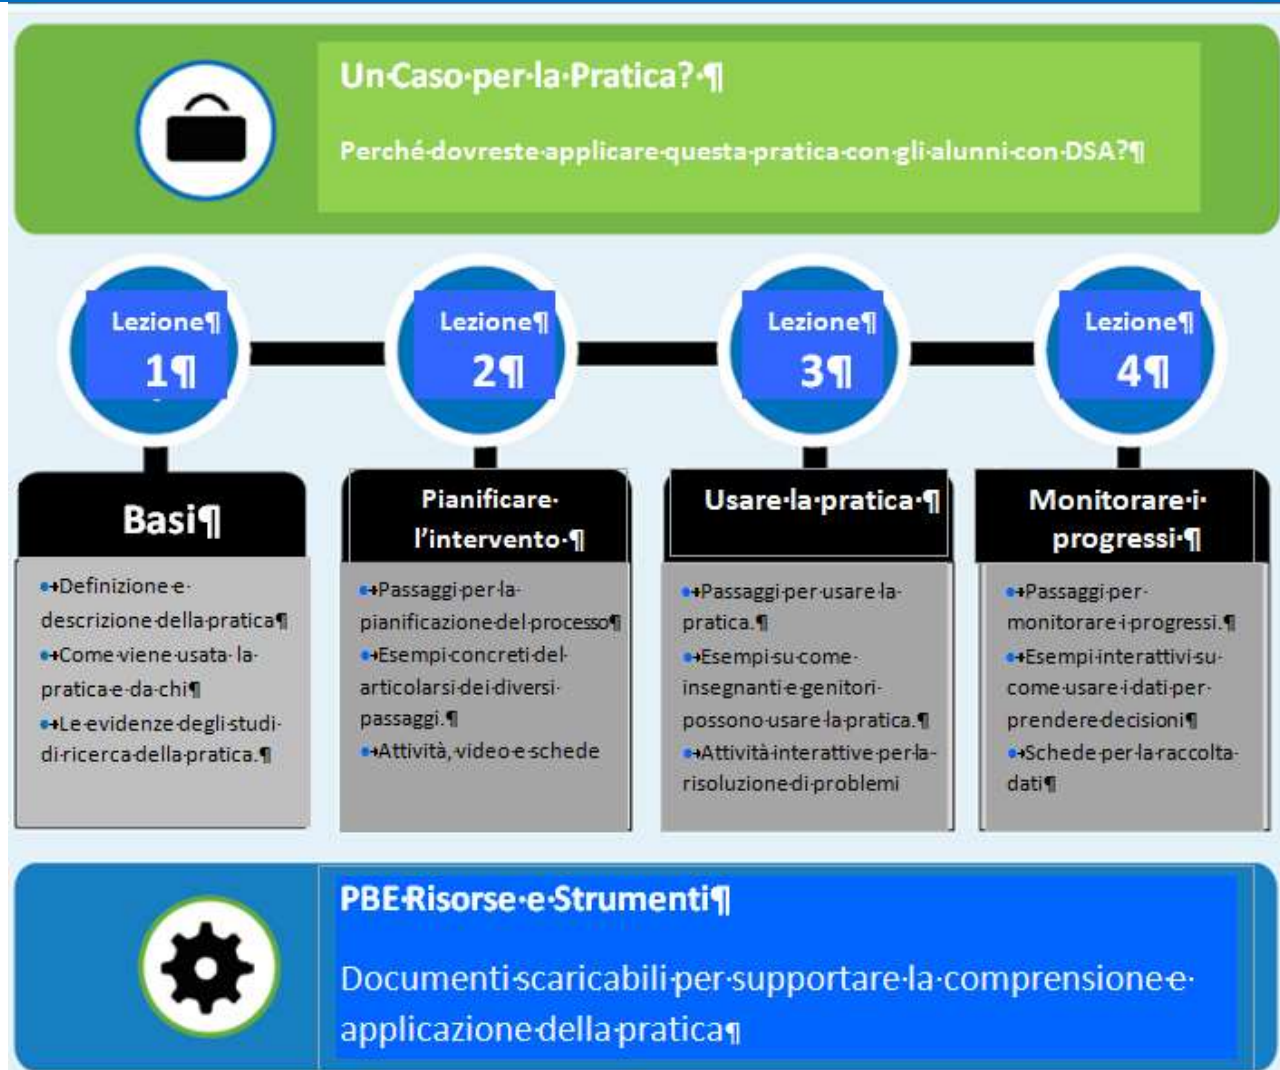 Un·Caso·per·la·Pratica?·¶
Perché·dovreste·applicare·questa·pratica·con·gli·alunni·con·DSA?¶
Lezione¶
1¶
Lezione¶
2¶
Lezione¶
3¶
Lezione¶
4¶
Basi¶
•→Definizione·e·
descrizione·della·pratica¶
•→Come·viene·usata·la·
pratica·e·da·chi¶
•→Le·evidenze·degli·studi·
di·ricerca·della·pratica.¶
Pianificare·
l’intervento·¶
•→Passaggi·per·la·
pianificazione·del·processo¶
•→Esempi·concreti·del·
articolarsi·dei·diversi·
passaggi.¶
•→Attività,·video·e·schede
Usare·la·pratica·¶
•→Passaggi·per·usare·la·
pratica.¶
•→Esempi·su·come·
insegnanti·e·genitori·
possono·usare·la·pratica.¶
•→Attività·interattive·per·la·
risoluzione·di·problemi
Monitorare·i·
progressi·¶
•→Passaggi·per·
monitorare·i·progressi.¶
•→Esempi·interattivi·su·
come·usare·i·dati·per·
prendere·decisioni¶
•→Schede·per·la·raccolta·
dati¶
PBE·Risorse·e·Strumenti¶
Documenti·scaricabili·per·supportare·la·comprensione·e·
applicazione·della·pratica¶